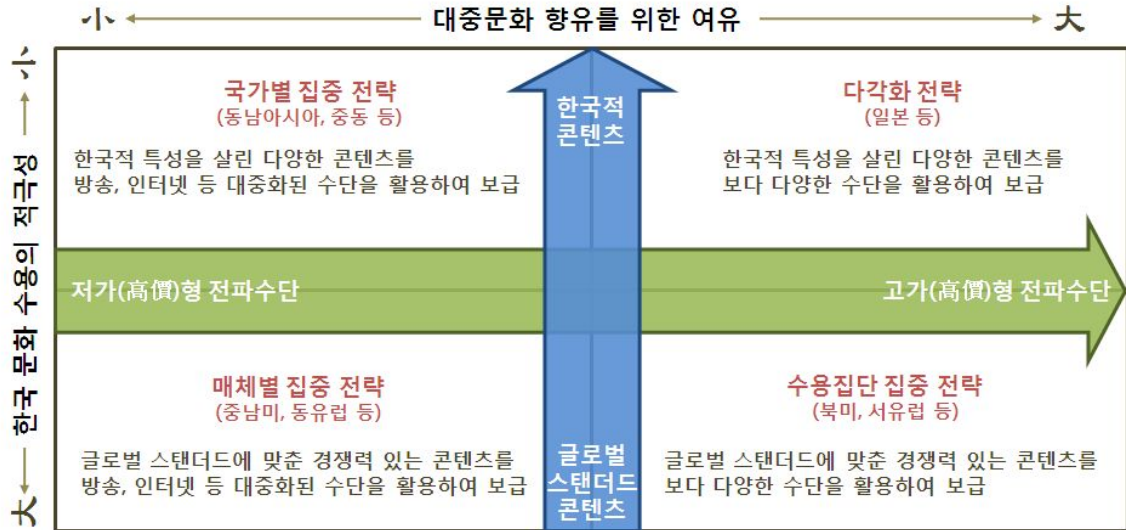 小 대중문화 향유를 위한 여유 大
小
한국 문화 수용의 적극성
大
국가별 집중 전략
(동남아시아, 중동 등)
한국적 특성을 살린 다양한 콘텐츠를
방송, 인터넷 등 대중화된 수단을 활용하여 보급
한국적
콘텐츠
다각화 전략
(일본 등)
한국적 특성을 살린 다양한 콘텐츠를
보다 다양한 수단을 활용하여 보급
저가(高價)형 전파수단
고가(高價)형 전파수단
매체별 집중 전략
(중남미, 동유럽 등)
글로벌 스탠더드에 맞춘 경쟁력 있는 콘텐츠를
방송, 인터넷 등 대중화된 수단을 활용하여 보급
글로벌
스탠더드
콘텐츠
수용집단 집중 전략
(북미, 서유럽 등)
글로벌 스탠더드에 맞춘 경쟁력 있는 콘텐츠를
보다 다양한 수단을 활용하여 보급